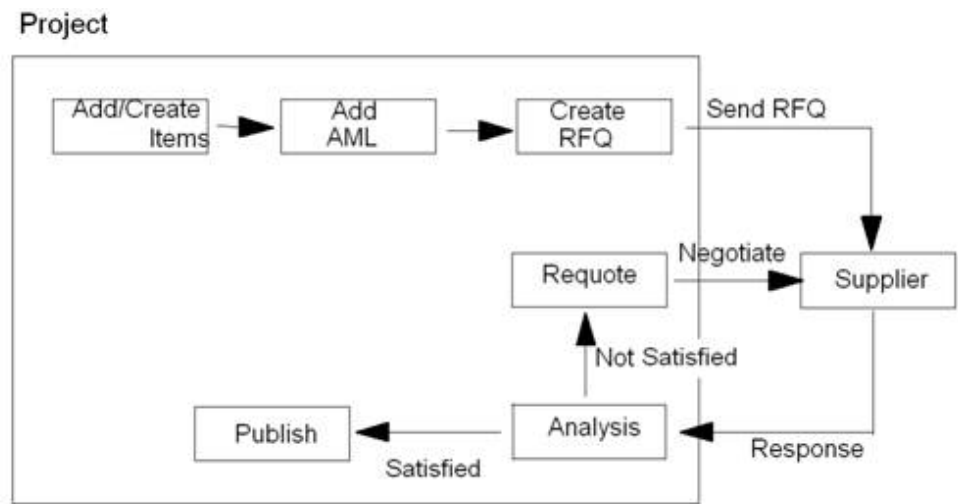 Project
Add/Create
Items
Add
AML
Create
RFQ
Send RFQ
Requote
Negotiate
Supplier
Not Satisfied
Publish
Satisfied
Analysis
Response